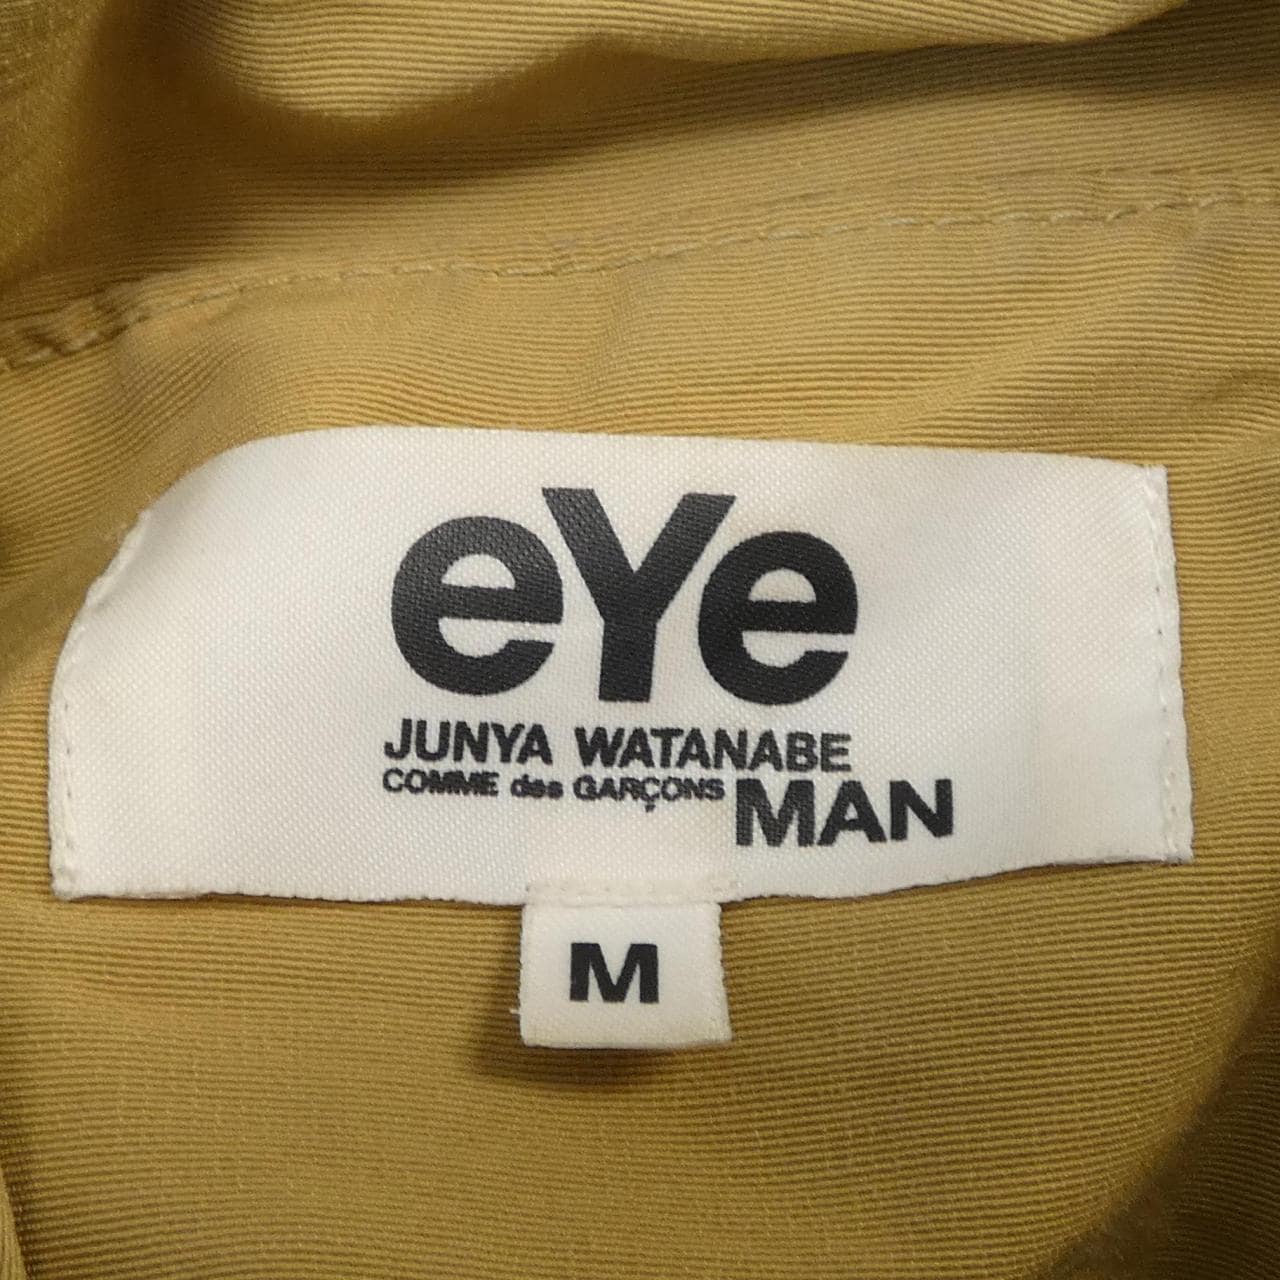 eYe
JUNYA WATANABE
COMME des GARÇONS MAN
M